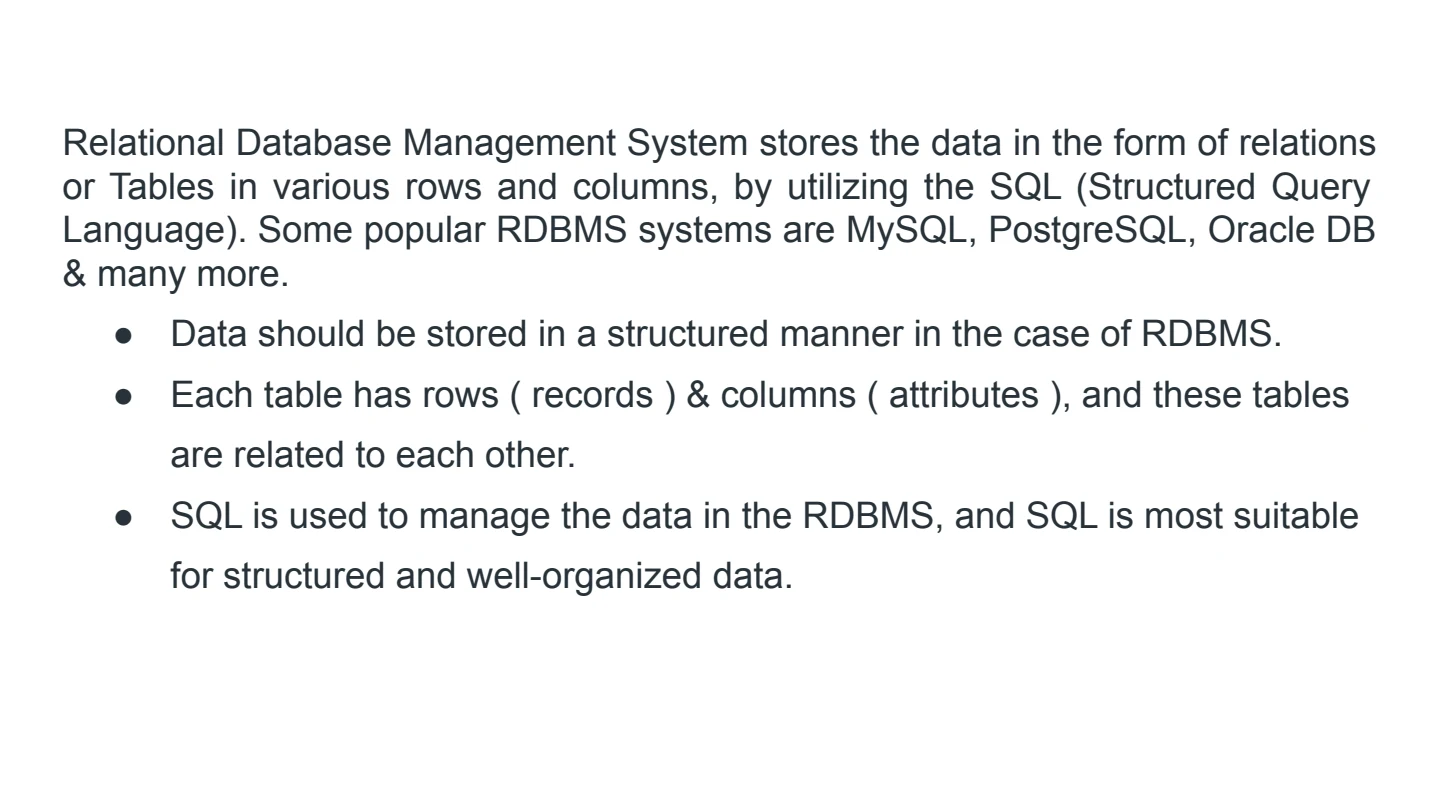 Relational Database Management System stores the data in the form of relations
or Tables in various rows and columns, by utilizing the SQL (Structured Query
Language). Some popular RDBMS systems are MySQL, PostgreSQL, Oracle DB
& many more.
● Data should be stored in a structured manner in the case of RDBMS.
● Each table has rows ( records ) & columns ( attributes ), and these tables
are related to each other.
● SQL is used to manage the data in the RDBMS, and SQL is most suitable
for structured and well-organized data.